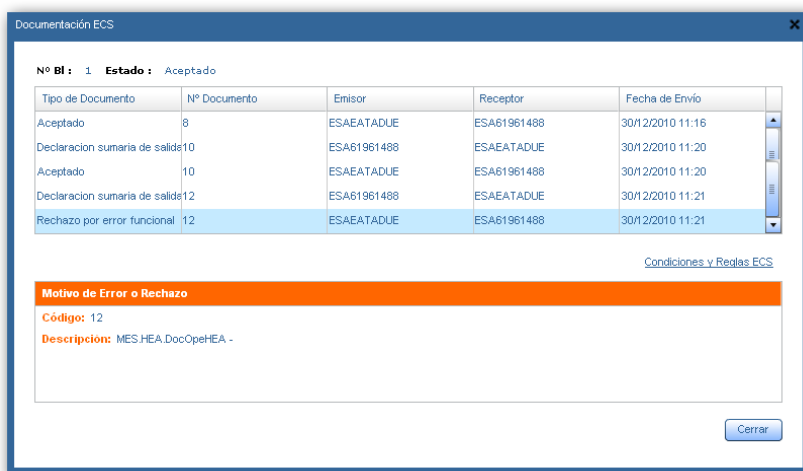 Documentación ECS
Nº Bl : 1 Estado : Aceptado
Tipo de Documento Nº Documento Emisor Receptor Fecha de Envío
Aceptado 8 ESAEATADUE ESA61961488 30/12/2010 11:16
Declaracion sumaria de salida 10 ESA61961488 ESAEATADUE 30/12/2010 11:20
Aceptado 10 ESAEATADUE ESA61961488 30/12/2010 11:20
Declaracion sumaria de salida 12 ESA61961488 ESAEATADUE 30/12/2010 11:21
Rechazo por error funcional 12 ESAEATADUE ESA61961488 30/12/2010 11:21
Condiciones y Reglas ECS
Motivo de Error o Rechazo
Código: 12
Descripción: MES.HEA.DocOpeHEA -
Cerrar